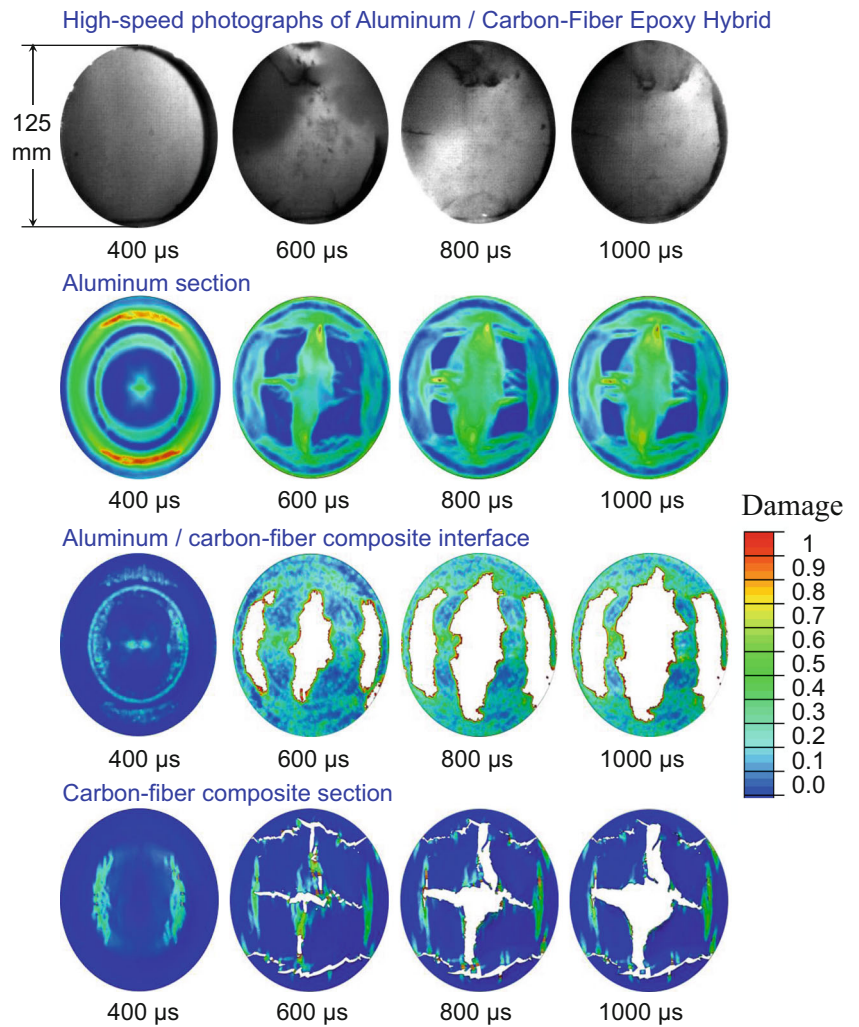 High-speed photographs of Aluminum / Carbon-Fiber Epoxy Hybrid
125
mm
400 µs
600 µs
800 µs
1000 µs
Aluminum section
400 µs
600 µs
800 µs
1000 µs
Aluminum / carbon-fiber composite interface
400 µs
600 µs
800 µs
1000 µs
Damage
1
0.9
0.8
0.7
0.6
0.5
0.4
0.3
0.2
0.1
0.0
Carbon-fiber composite section
400 µs
600 µs
800 µs
1000 µs